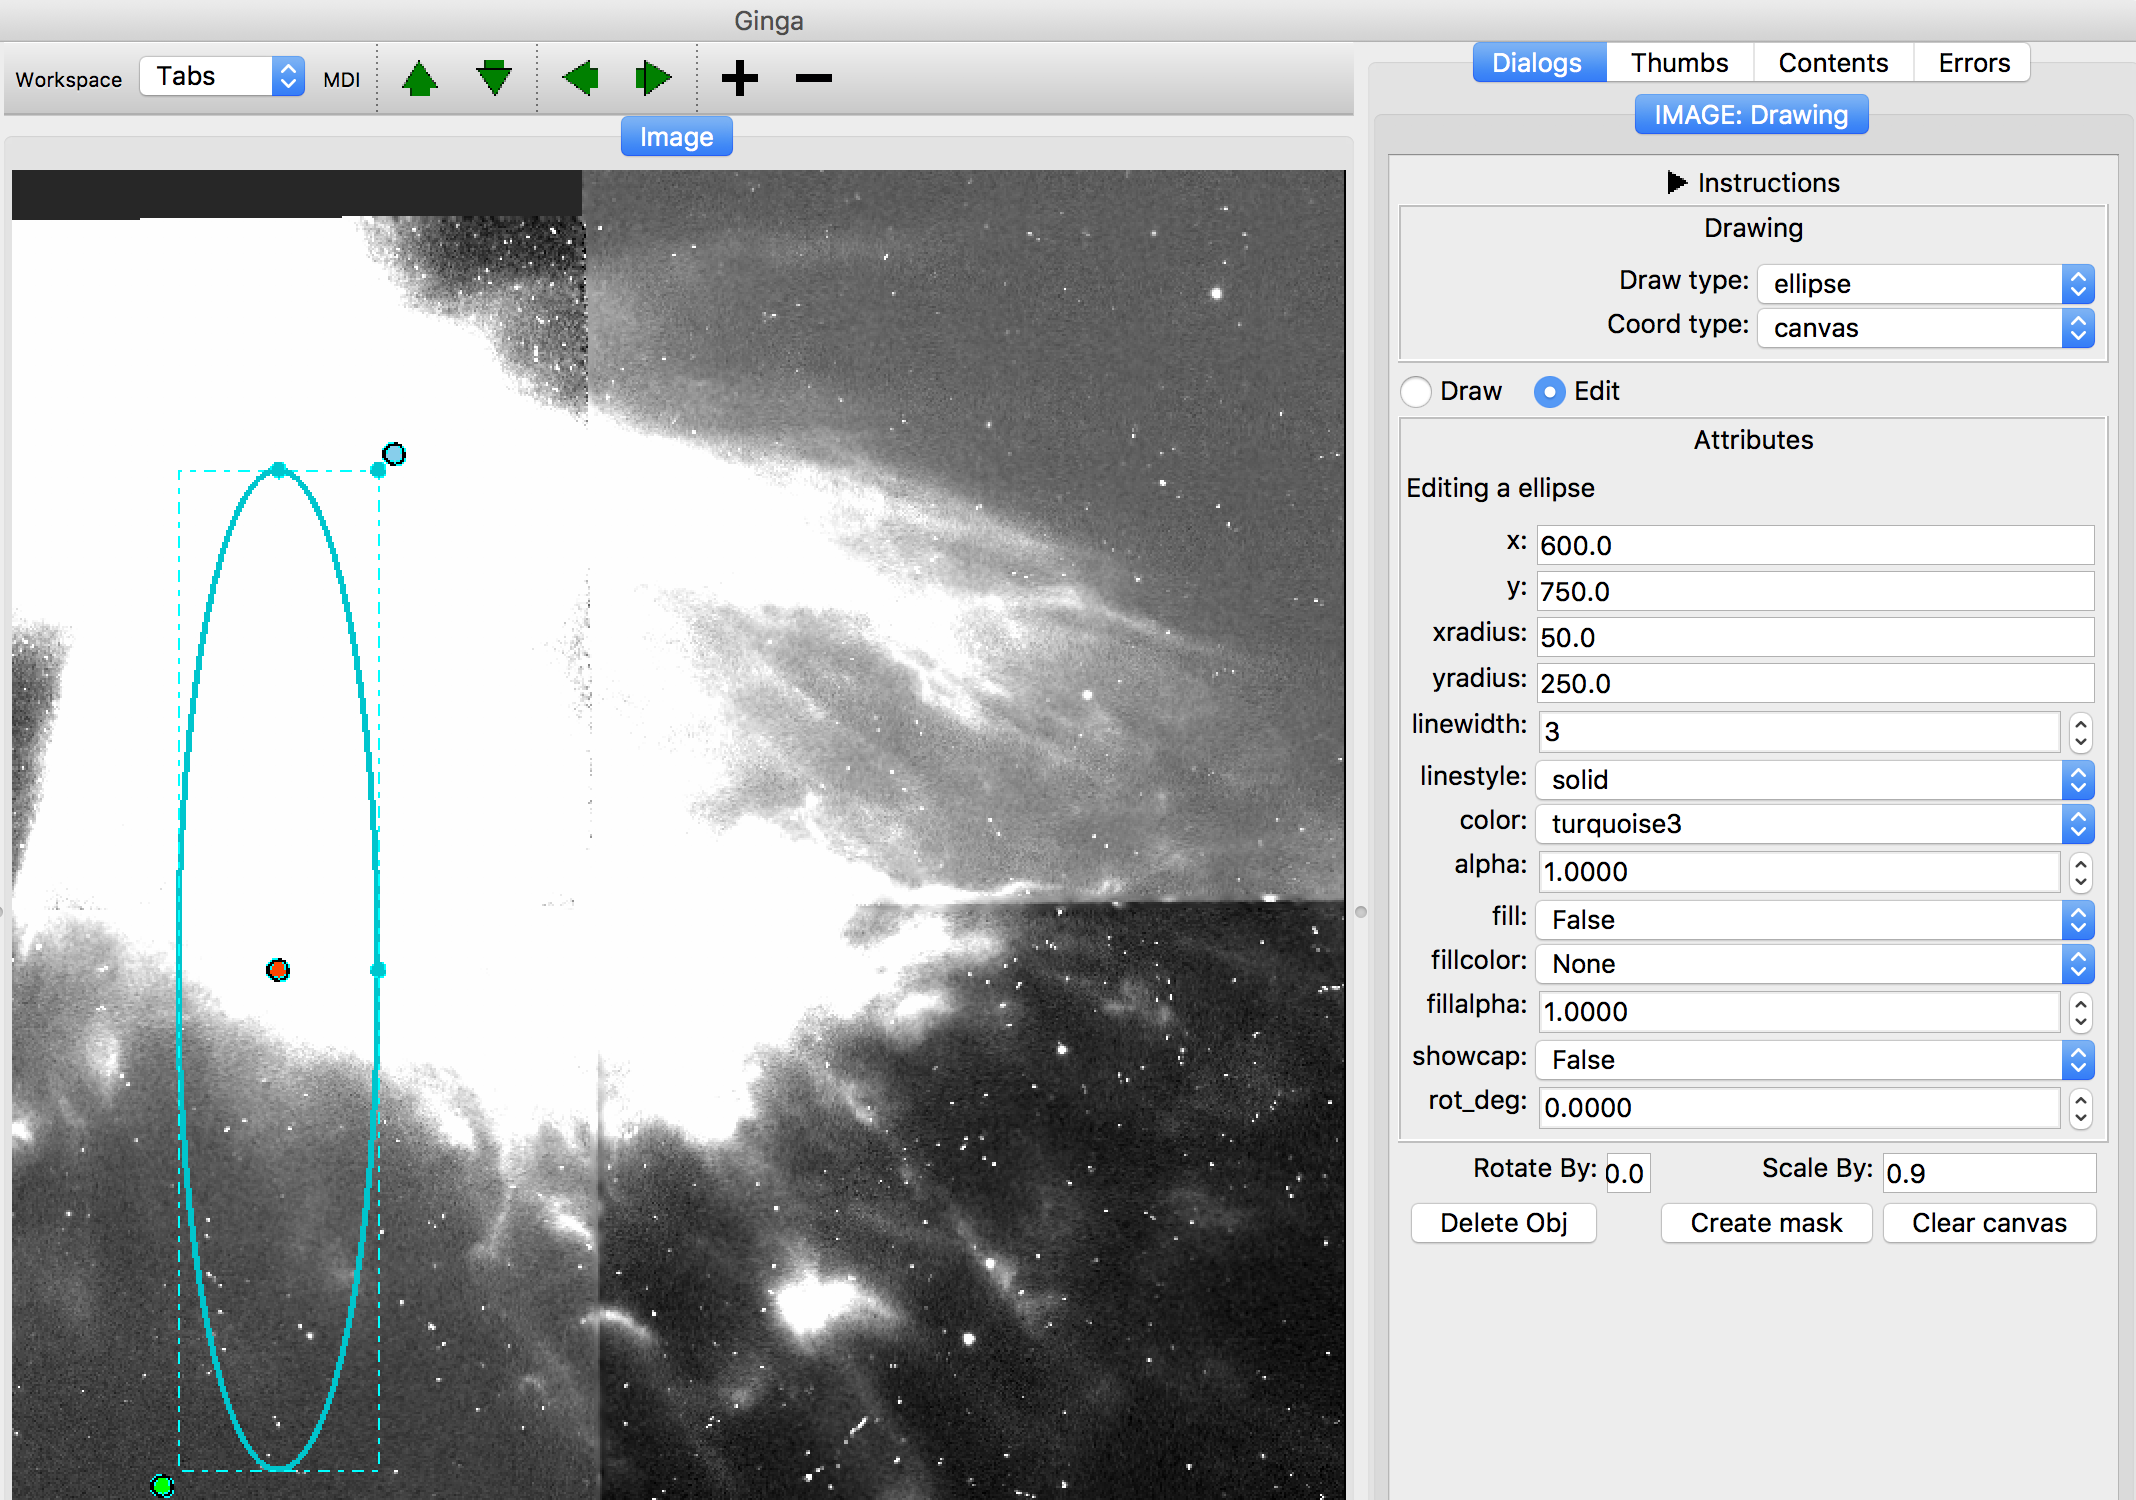 Ginga
Workspace Tabs MDI
Dialogs Thumbs Contents Errors
Image
IMAGE: Drawing
Instructions
Drawing
Draw type: ellipse
Coord type: canvas
Draw Edit
Attributes
Editing a ellipse
x: 600.0
y: 750.0
xradius: 50.0
yradius: 250.0
linewidth: 3
linestyle: solid
color: turquoise3
alpha: 1.0000
fill: False
fillcolor: None
fillalpha: 1.0000
showcap: False
rot_deg: 0.0000
Rotate By: 0.0 Scale By: 0.9
Delete Obj Create mask Clear canvas